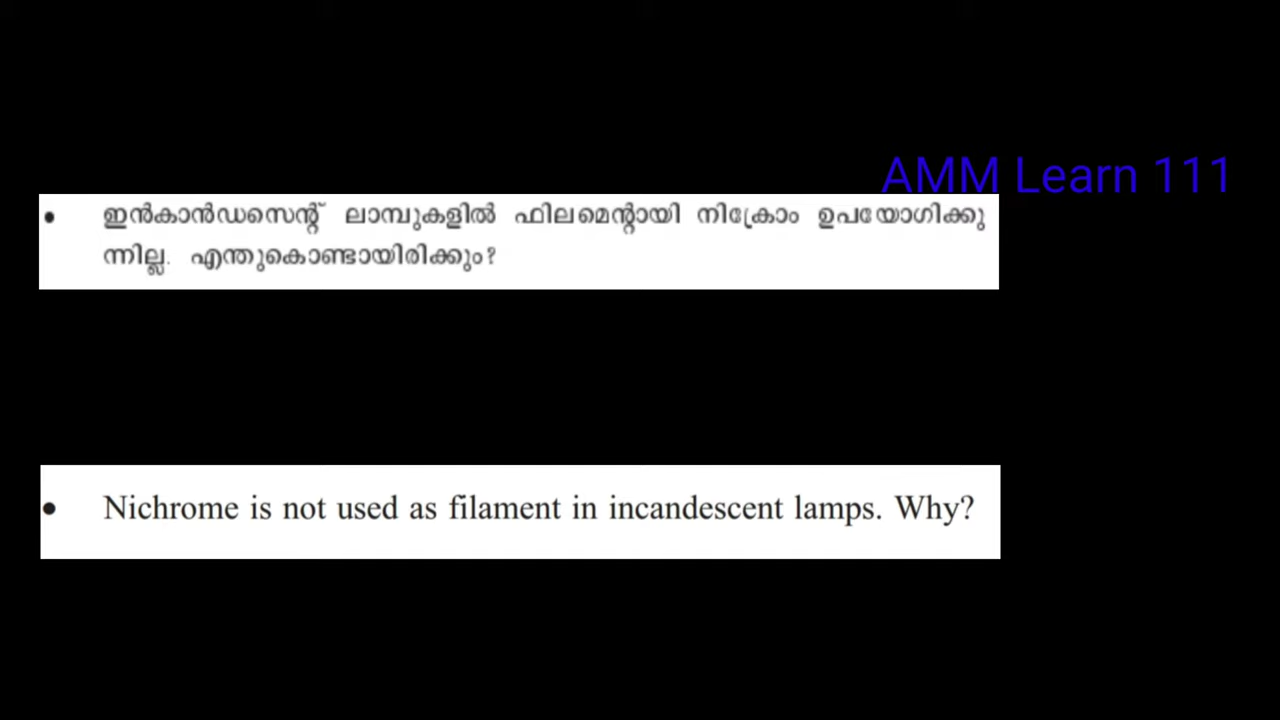 AMM Learn 111
• ഇൻകാൻഡസെന്റ് ലാമ്പുകളിൽ ഫിലമെന്റായി നിക്രോം ഉപയോഗിക്കു
ന്നില്ല. എന്തുകൊണ്ടായിരിക്കും?
• Nichrome is not used as filament in incandescent lamps. Why?